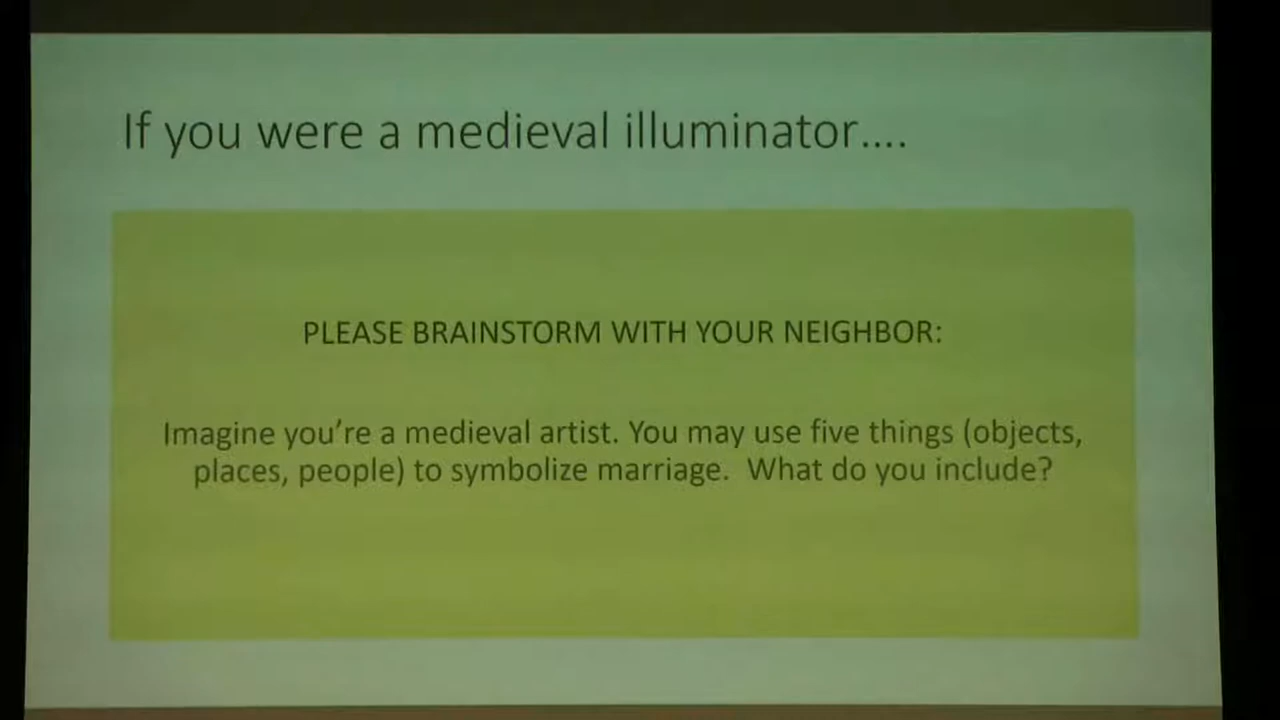 If you were a medieval illuminator....
PLEASE BRAINSTORM WITH YOUR NEIGHBOR:
Imagine you're a medieval artist. You may use five things (objects,
places, people) to symbolize marriage.  What do you include?